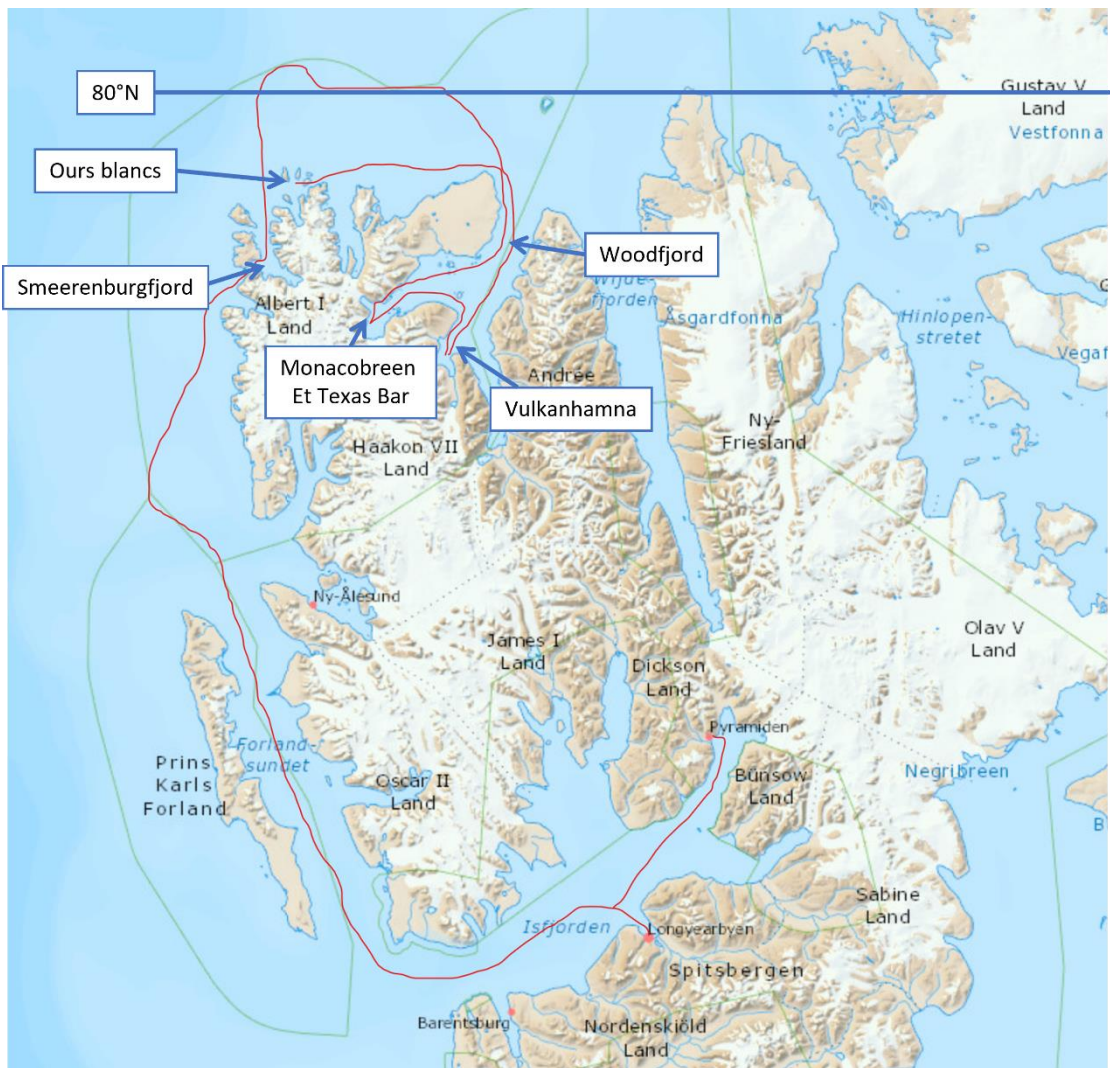 80°N
Gustav V
Land
Vestfonna
Ours blancs
Woodfjord
Smeerenburgfjord
Albert I
Land
fjorden
Åsgardfonna
Hinlopen-
stretet
Monacobreen
Et Texas Bar
Vulkanhamna
Andrée
Vegaf
Haakon VII
Land
Ny-
Friesland
Ny-Ålesund
James I
Land
Dickson
Land
Olav V
Land
Pyramiden
Prins
Karls
Forland
Forland-
sundet
Oscar II
Land
Bünsow
Land
Negribreen
B
Sabine
Land
Isfjorden
Longyearbyen
Spitsbergen
Barentsburg
Nordenskiöld
Land